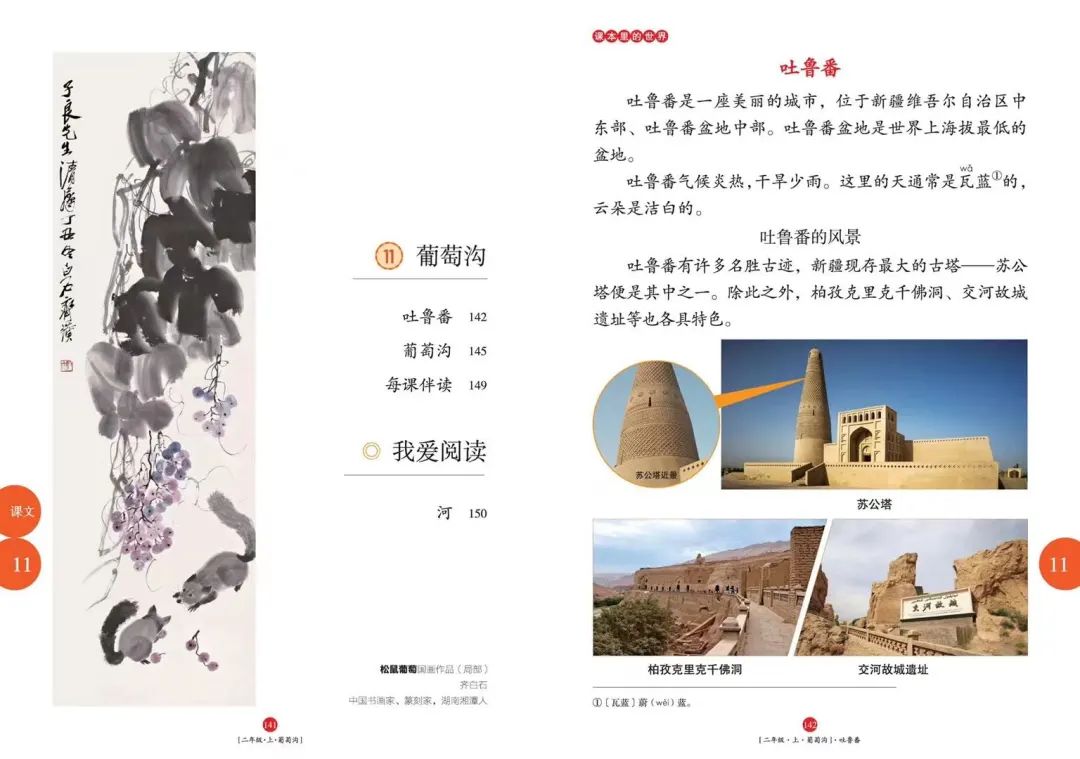 子良先生清属丁丑冬白石齐璜
11 葡萄沟
吐鲁番 142
葡萄沟 145
每课伴读 149
我爱阅读
河 150
课文
11
松鼠葡萄国画作品（局部）
齐白石
中国书画家、篆刻家，湖南湘潭人
141
[二年级·上·葡萄沟]
课本里的世界
吐鲁番
吐鲁番是一座美丽的城市，位于新疆维吾尔自治区中
东部、吐鲁番盆地中部。吐鲁番盆地是世界上海拔最低的
盆地。
wà
吐鲁番气候炎热，干旱少雨。这里的天通常是瓦蓝①的，
云朵是洁白的。
吐鲁番的风景
吐鲁番有许多名胜古迹，新疆现存最大的古塔——苏公
塔便是其中之一。除此之外，柏孜克里克千佛洞、交河故城
遗址等也各具特色。
苏公塔近景
苏公塔
交河故城
柏孜克里克千佛洞
交河故城遗址
①［瓦蓝］蔚（wèi）蓝。
11
142
[二年级·上·葡萄沟]·吐鲁番